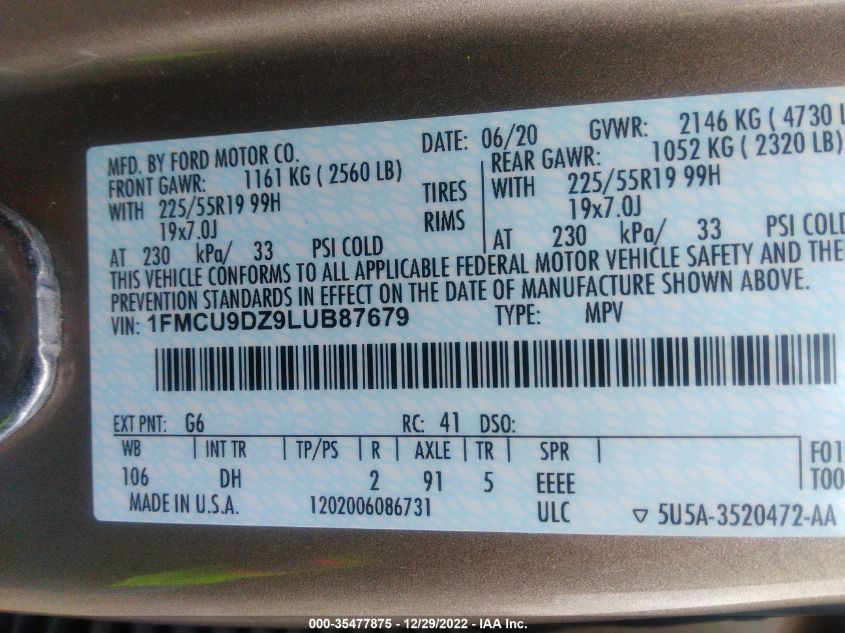 MFD. BY FORD MOTOR CO. DATE: 06/20 GVWR: 2146 KG ( 4730 L
FRONT GAWR: 1161 KG ( 2560 LB) REAR GAWR: 1052 KG ( 2320 LB)
WITH 225/55R19 99H TIRES WITH 225/55R19 99H
19x7.0J RIMS 19x7.0J
AT 230 kPa/ 33 PSI COLD AT 230 kPa/ 33 PSI COLD
THIS VEHICLE CONFORMS TO ALL APPLICABLE FEDERAL MOTOR VEHICLE SAFETY AND THE
PREVENTION STANDARDS IN EFFECT ON THE DATE OF MANUFACTURE SHOWN ABOVE.
VIN: 1FMCU9DZ9LUB87679 TYPE: MPV
EXT PNT: G6 RC: 41 DSO:
WB | INT TR | TP/PS | R | AXLE | TR | SPR | F01
106 DH 2 91 5 EEEE T00
MADE IN U.S.A. 1202006086731 ULC ▽ 5U5A-3520472-AA
000-35477875 - 12/29/2022 - IAA Inc.